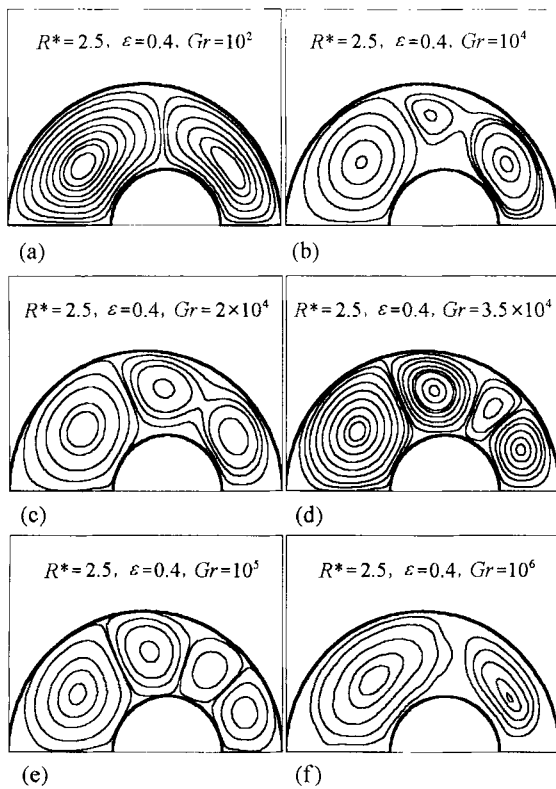 R*=2.5, ε=0.4, Gr=10²
R*=2.5, ε=0.4, Gr=10⁴
(a)
(b)
R*=2.5, ε=0.4, Gr=2×10⁴
R*=2.5, ε=0.4, Gr=3.5×10⁴
(c)
(d)
R*=2.5, ε=0.4, Gr=10⁵
R*=2.5, ε=0.4, Gr=10⁶
(e)
(f)